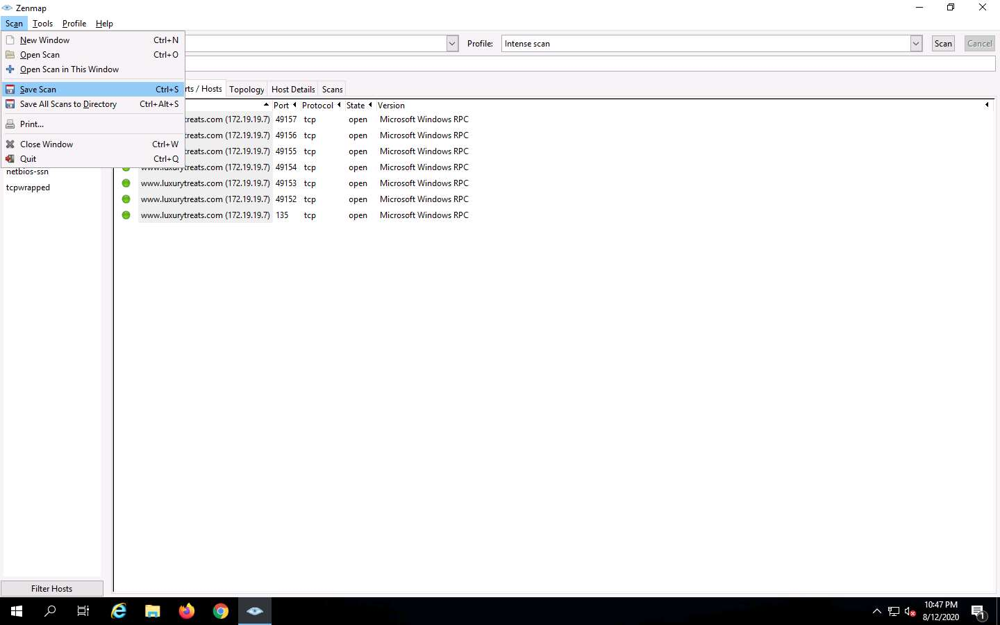 Zenmap
Scan Tools Profile Help
New Window Ctrl+N
Open Scan Ctrl+O
Open Scan in This Window
Save Scan Ctrl+S
Save All Scans to Directory Ctrl+Alt+S
Print...
Close Window Ctrl+W
Quit Ctrl+Q
Profile: Intense scan Scan Cancel
rts / Hosts Topology Host Details Scans
Port Protocol State Version
treats.com (172.19.19.7) 49157 tcp open Microsoft Windows RPC
treats.com (172.19.19.7) 49156 tcp open Microsoft Windows RPC
treats.com (172.19.19.7) 49155 tcp open Microsoft Windows RPC
www.luxurytreats.com (172.19.19.7) 49154 tcp open Microsoft Windows RPC
www.luxurytreats.com (172.19.19.7) 49153 tcp open Microsoft Windows RPC
www.luxurytreats.com (172.19.19.7) 49152 tcp open Microsoft Windows RPC
www.luxurytreats.com (172.19.19.7) 135 tcp open Microsoft Windows RPC
netbios-ssn
tcpwrapped
Filter Hosts
10:47 PM
8/12/2020
1